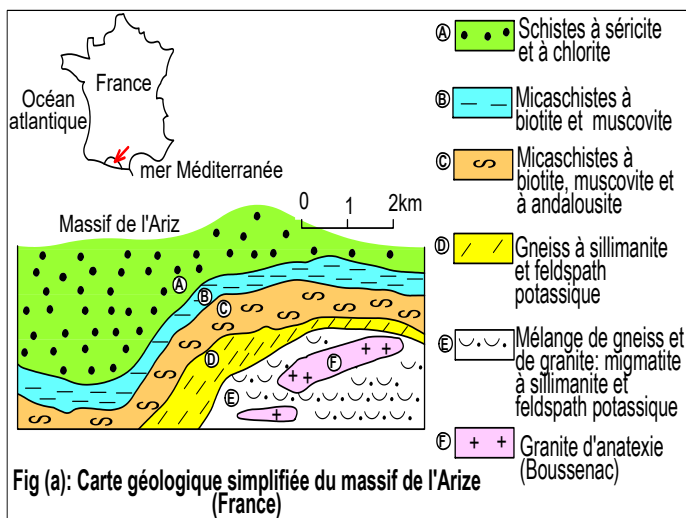 France
Océan
atlantique
mer Méditerranée
Massif de l'Ariz
0 1 2km
A
B
C
D
E
F
A Schistes à séricite
et à chlorite
B Micaschistes à
biotite et muscovite
C Micaschistes à
biotite, muscovite et
à andalousite
D Gneiss à sillimanite
et feldspath
potassique
E Mélange de gneiss et
de granite: migmatite
à sillimanite et
feldspath potassique
F Granite d'anatexie
(Boussenac)
Fig (a): Carte géologique simplifiée du massif de l'Arize
(France)